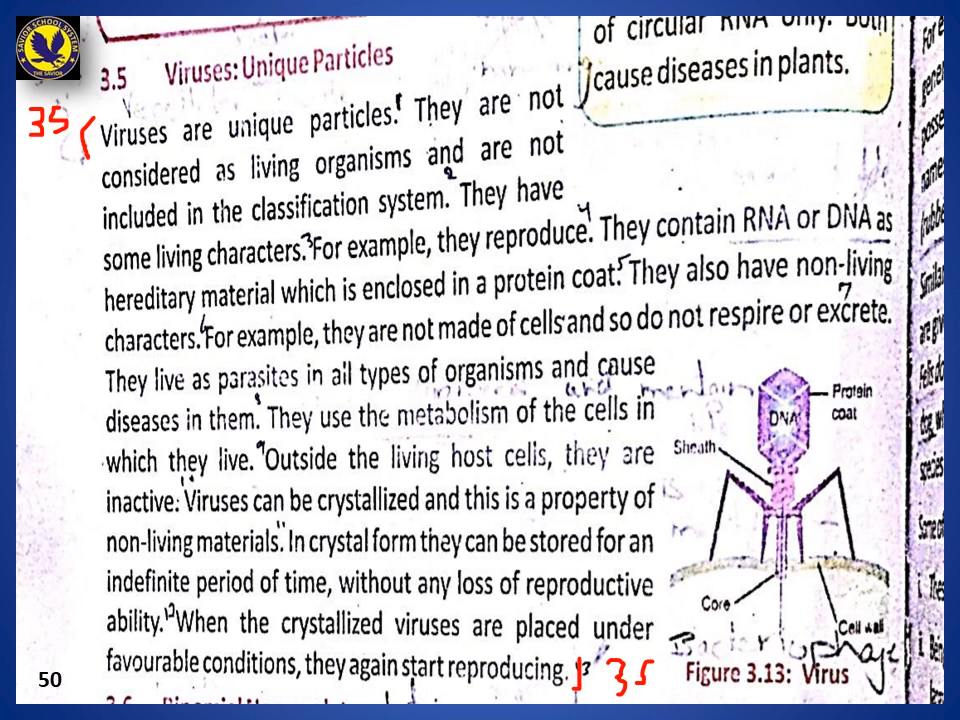 SAVIOR SCHOOL SYSTEM
THE SAVIOR
of circular RNA only. Both
cause diseases in plants.
3.5 Viruses: Unique Particles
35
Viruses are unique particles. They are not
considered as living organisms and are not
included in the classification system. They have
some living characters. For example, they reproduce. They contain RNA or DNA as
hereditary material which is enclosed in a protein coat. They also have non-living
characters. For example, they are not made of cells and so do not respire or excrete.
They live as parasites in all types of organisms and cause
diseases in them. They use the metabolism of the cells in
which they live. Outside the living host cells, they are
inactive. Viruses can be crystallized and this is a property of
non-living materials. In crystal form they can be stored for an
indefinite period of time, without any loss of reproductive
ability. When the crystallized viruses are placed under
favourable conditions, they again start reproducing.
35
Protein
coat
DNA
Sheath
Core
Cell wall
Bacteriophage
Figure 3.13: Virus
50